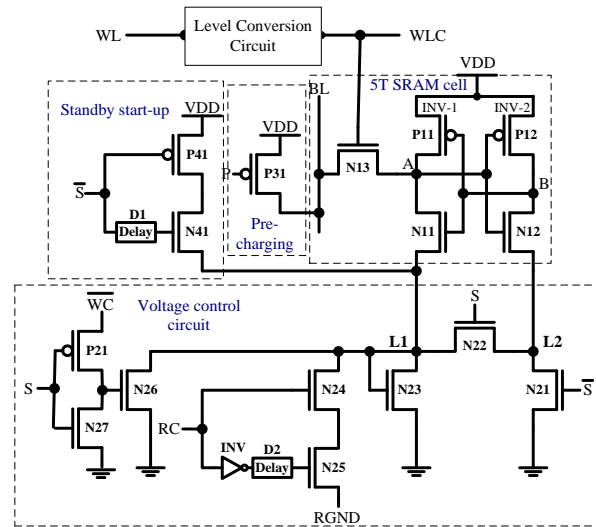 WL
Level Conversion
Circuit
WLC
5T SRAM cell
VDD
BL
INV-1
INV-2
P11
P12
N13
A
B
N11
N12
Standby start-up
VDD
P41
S̅
D1
Delay
N41
VDD
P
P31
Pre-
charging
Voltage control
circuit
W̅C̅
P21
S
N27
N26
RC
INV
D2
Delay
N24
N25
RGND
L1
N23
S
N22
L2
N21
S̅